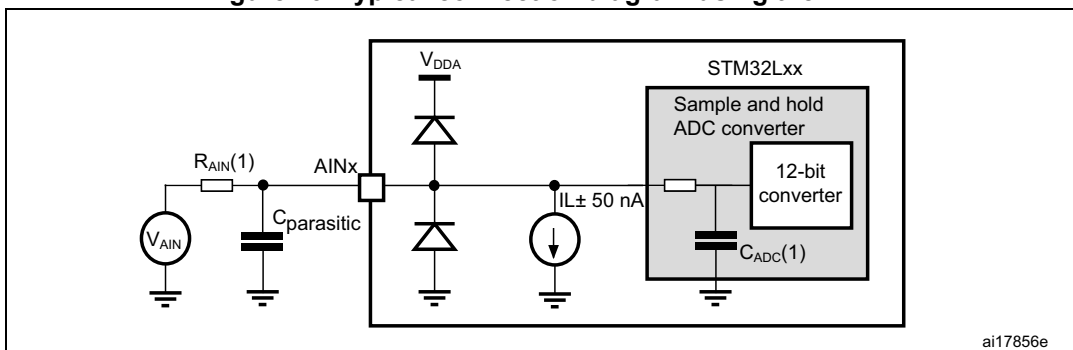 V_DDA
STM32Lxx
Sample and hold
ADC converter
R_AIN(1)
AINx
12-bit
converter
IL± 50 nA
C_parasitic
V_AIN
C_ADC(1)
ai17856e